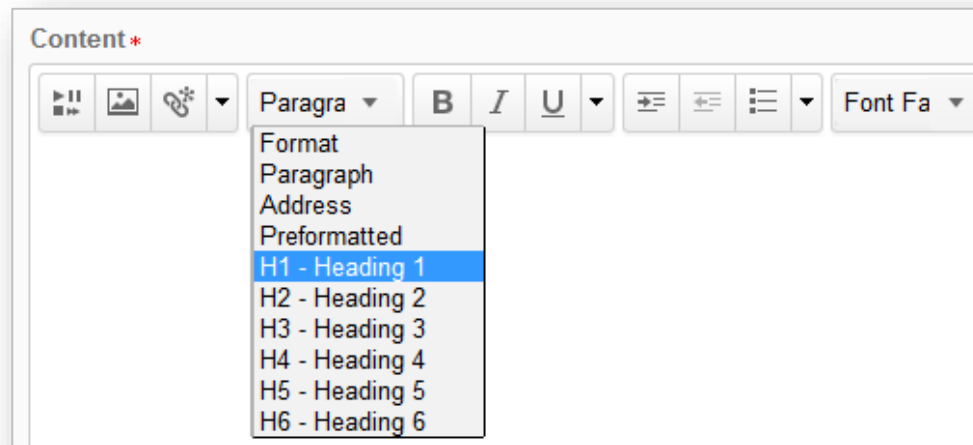 Content *
Paragra B I U Font Fa
Format
Paragraph
Address
Preformatted
H1 - Heading 1
H2 - Heading 2
H3 - Heading 3
H4 - Heading 4
H5 - Heading 5
H6 - Heading 6